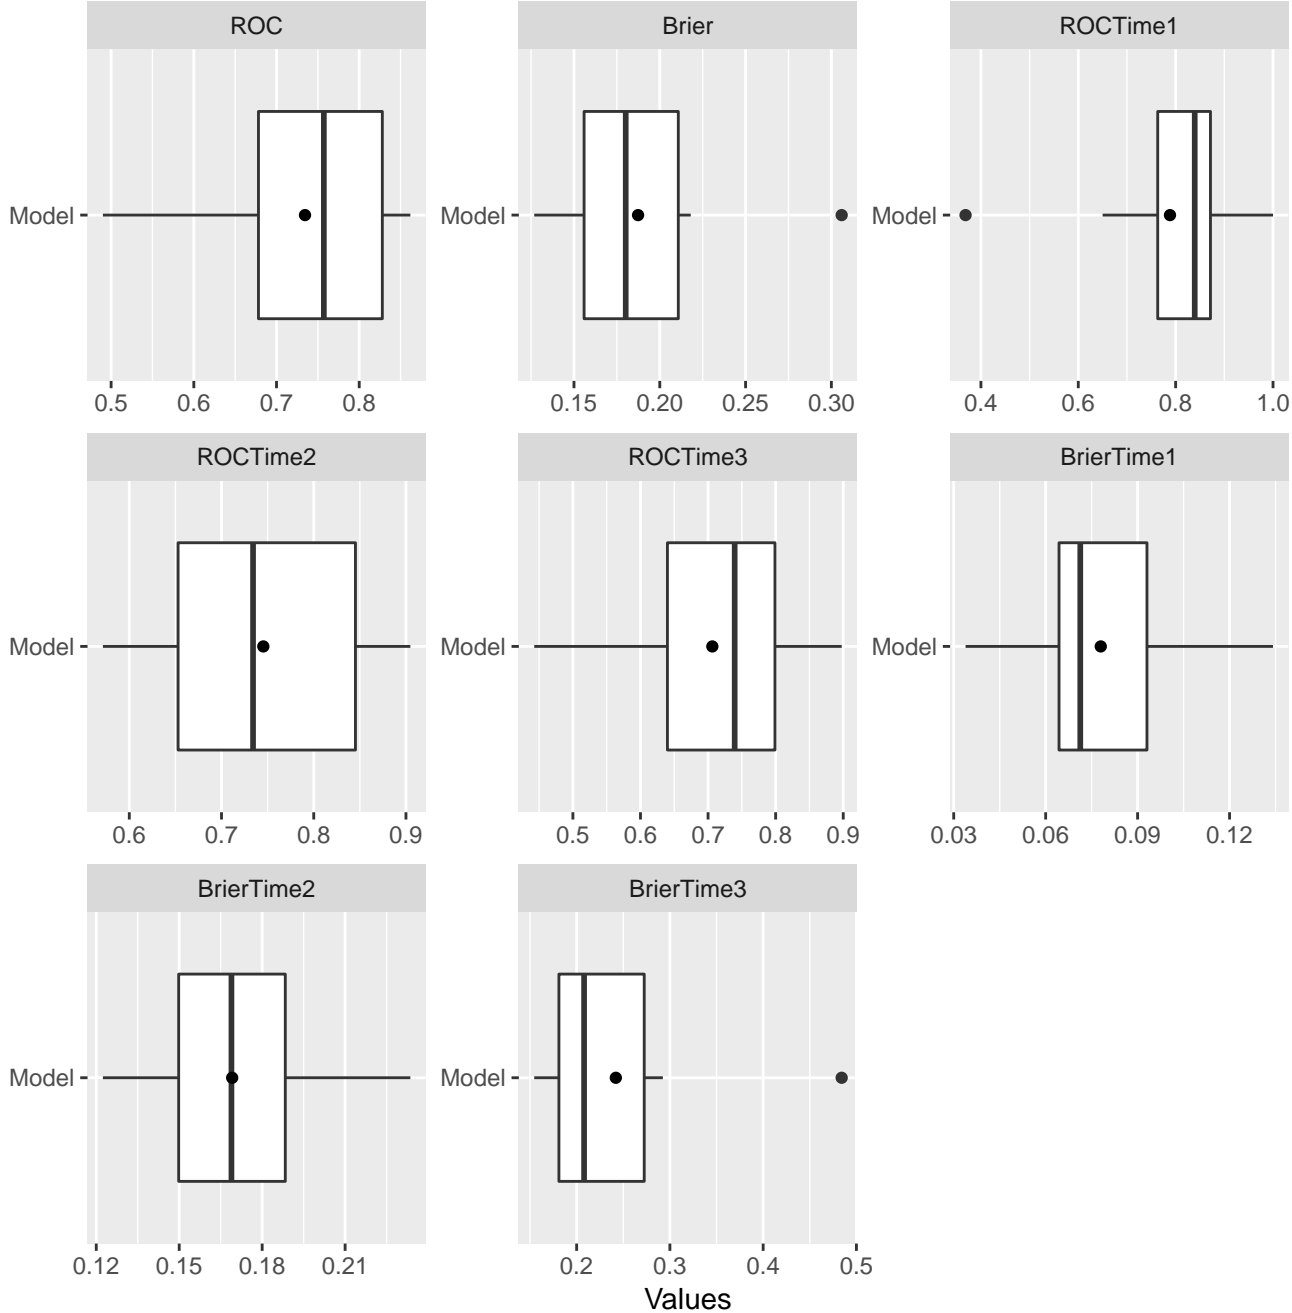 ROC Brier ROCTime1
Model Model Model
0.5 0.6 0.7 0.8 0.15 0.20 0.25 0.30 0.4 0.6 0.8 1.0
ROCTime2 ROCTime3 BrierTime1
Model Model Model
0.6 0.7 0.8 0.9 0.5 0.6 0.7 0.8 0.9 0.03 0.06 0.09 0.12
BrierTime2 BrierTime3
Model Model
0.12 0.15 0.18 0.21 0.2 0.3 0.4 0.5
Values